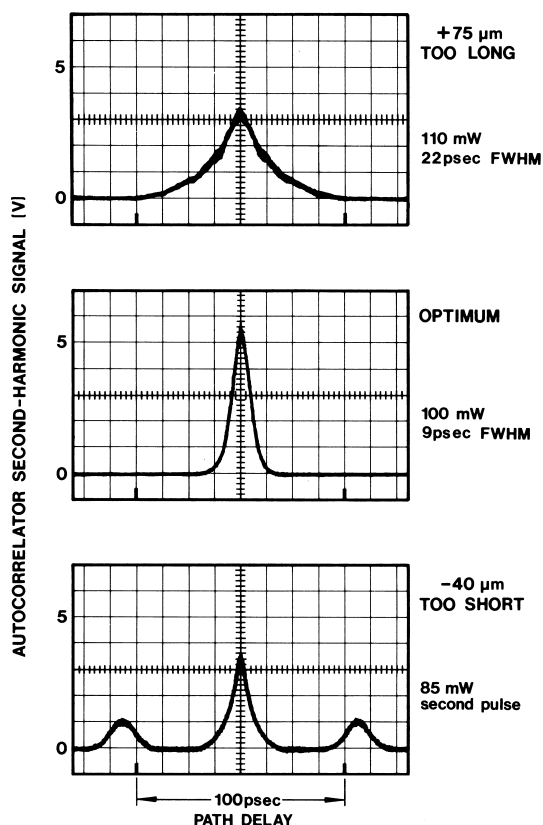 +75 µm
TOO LONG
5
110 mW
22psec FWHM
0
AUTOCORRELATOR SECOND-HARMONIC SIGNAL [V]
OPTIMUM
5
100 mW
9psec FWHM
0
-40 µm
TOO SHORT
5
85 mW
second pulse
0
100psec
PATH DELAY